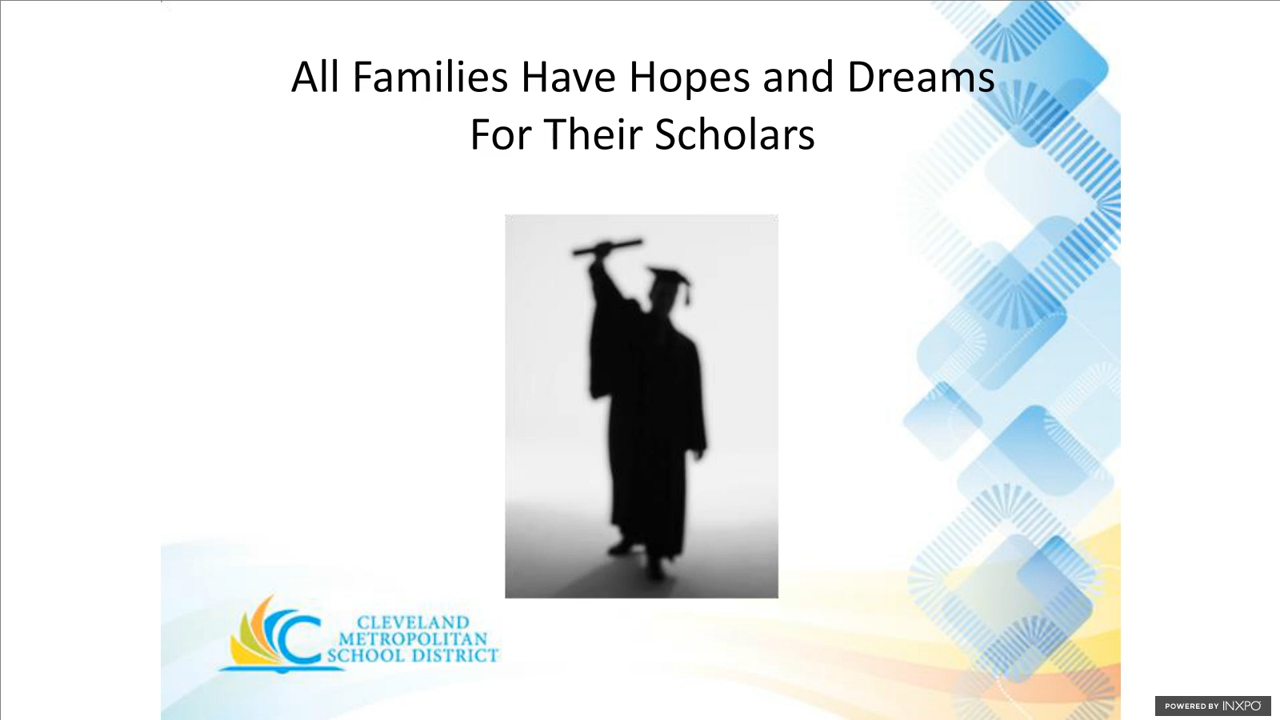 All Families Have Hopes and Dreams
For Their Scholars
CLEVELAND
METROPOLITAN
SCHOOL DISTRICT
POWERED BY INXPO